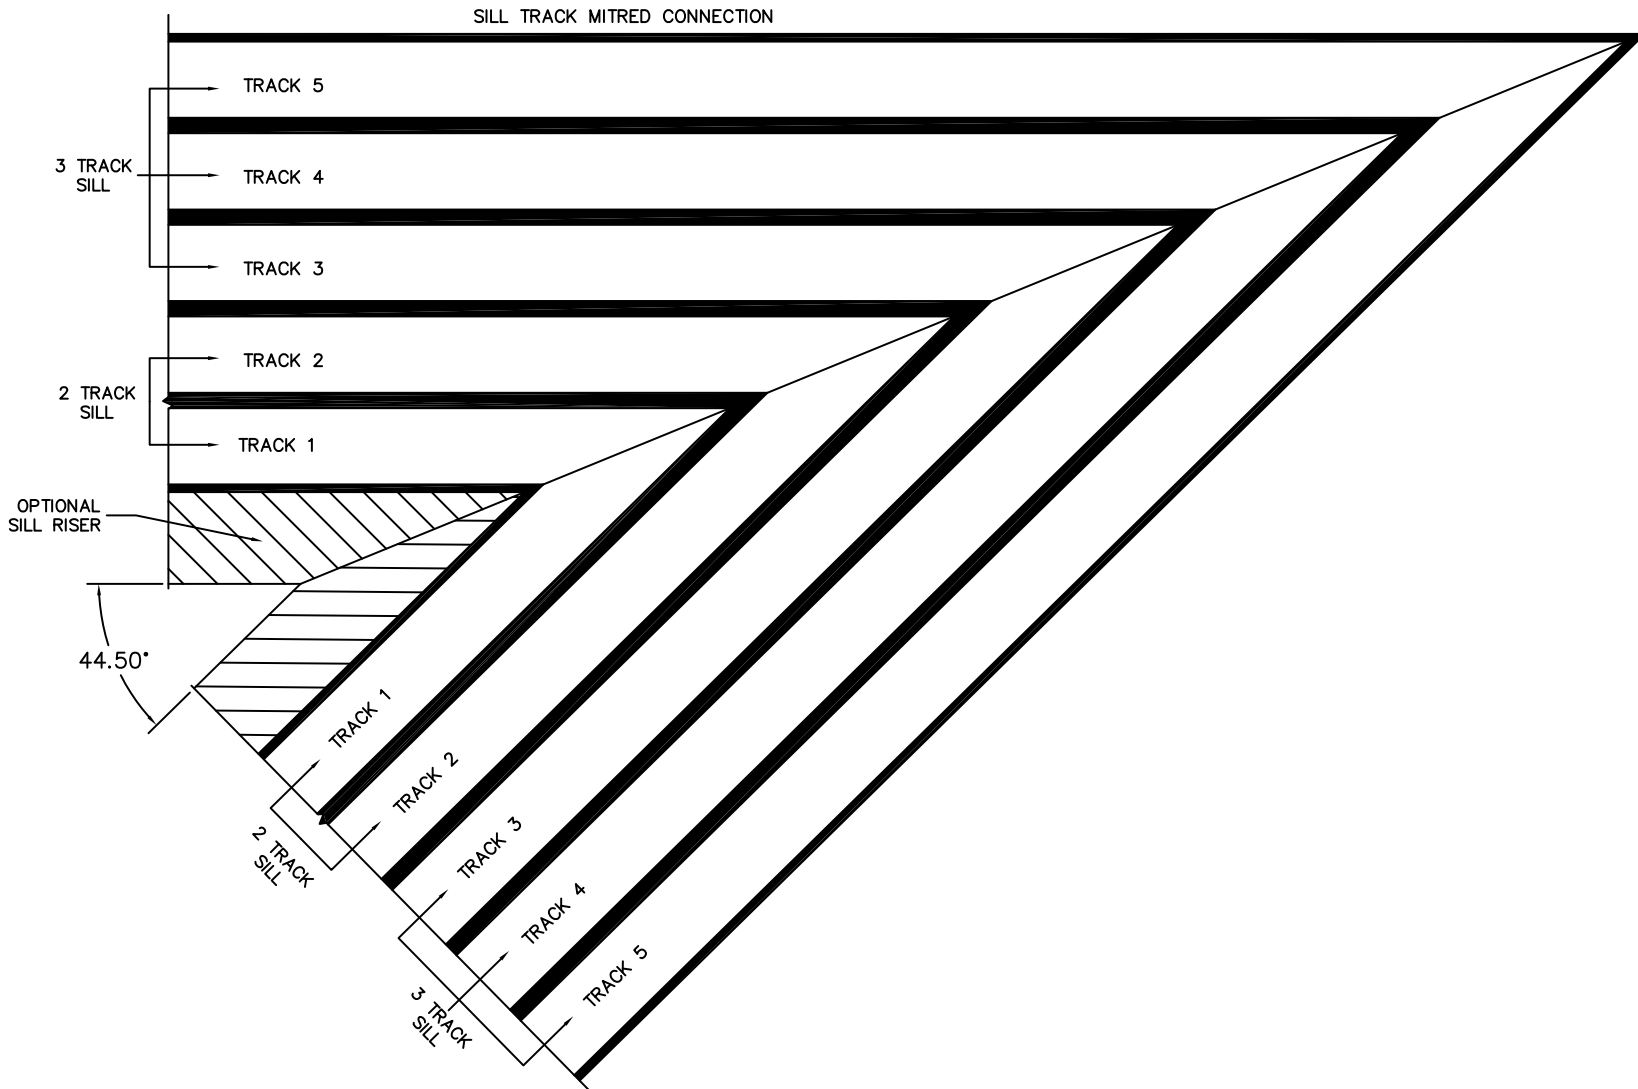 SILL TRACK MITRED CONNECTION
TRACK 5
3 TRACK
SILL
TRACK 4
TRACK 3
TRACK 2
2 TRACK
SILL
TRACK 1
OPTIONAL
SILL RISER
44.50°
TRACK 1
TRACK 2
2 TRACK
SILL
TRACK 3
TRACK 4
TRACK 5
3 TRACK
SILL